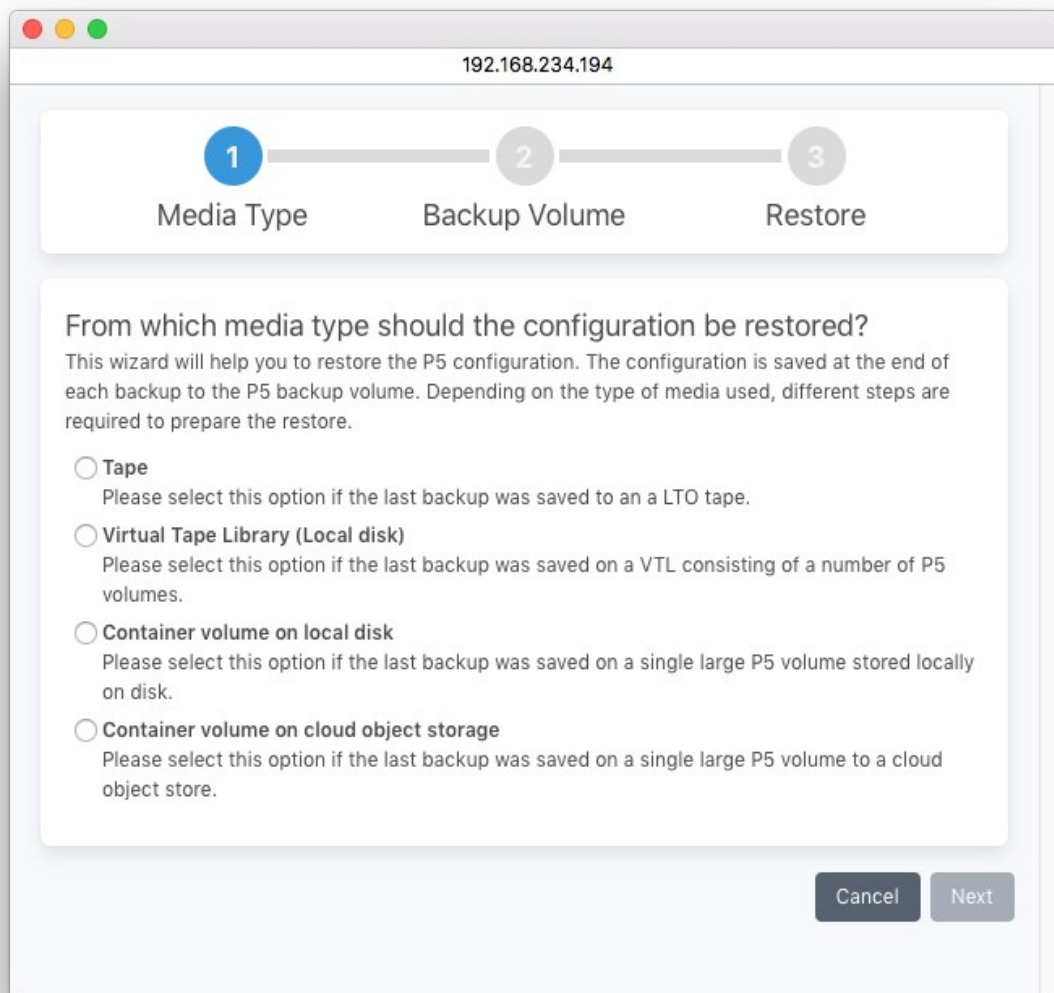 192.168.234.194
1
2
3
Media Type
Backup Volume
Restore
From which media type should the configuration be restored?
This wizard will help you to restore the P5 configuration. The configuration is saved at the end of
each backup to the P5 backup volume. Depending on the type of media used, different steps are
required to prepare the restore.
Tape
Please select this option if the last backup was saved to an a LTO tape.
Virtual Tape Library (Local disk)
Please select this option if the last backup was saved on a VTL consisting of a number of P5
volumes.
Container volume on local disk
Please select this option if the last backup was saved on a single large P5 volume stored locally
on disk.
Container volume on cloud object storage
Please select this option if the last backup was saved on a single large P5 volume to a cloud
object store.
Cancel
Next